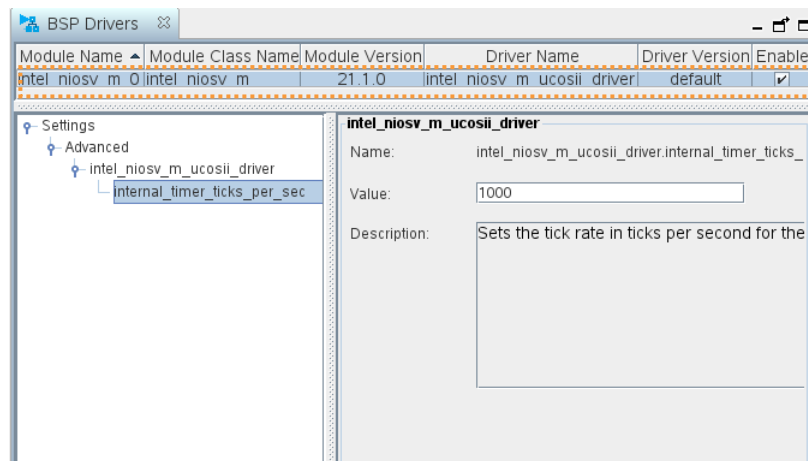 BSP Drivers
Module Name Module Class Name Module Version Driver Name Driver Version Enable
intel_niosv_m_0 intel_niosv_m 21.1.0 intel_niosv_m_ucosii_driver default
Settings
Advanced
intel_niosv_m_ucosii_driver
internal_timer_ticks_per_sec
intel_niosv_m_ucosii_driver
Name: intel_niosv_m_ucosii_driver.internal_timer_ticks_
Value: 1000
Description: Sets the tick rate in ticks per second for the